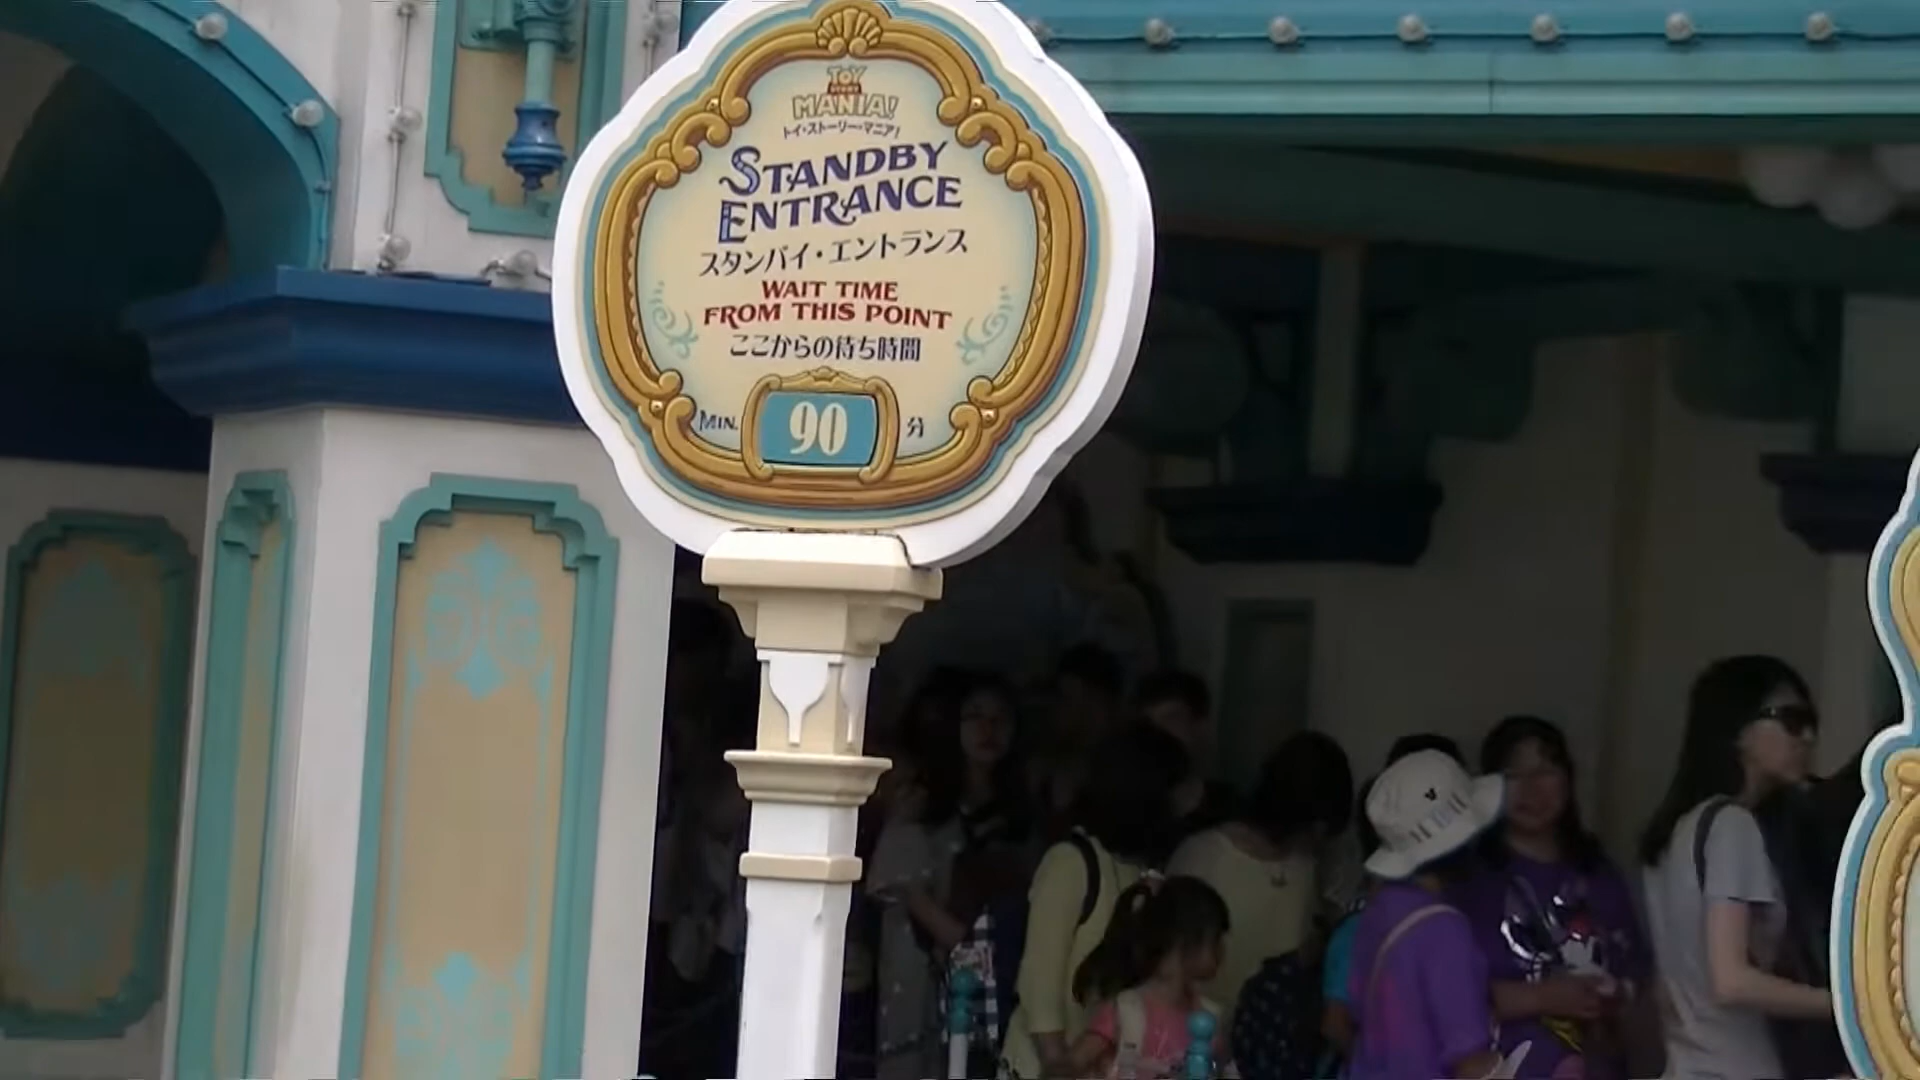 TOY
STORY
MANIA!
トイ・ストーリー・マニア!
STANDBY
ENTRANCE
スタンバイ・エントランス
WAIT TIME
FROM THIS POINT
ここからの待ち時間
MIN. 90 分